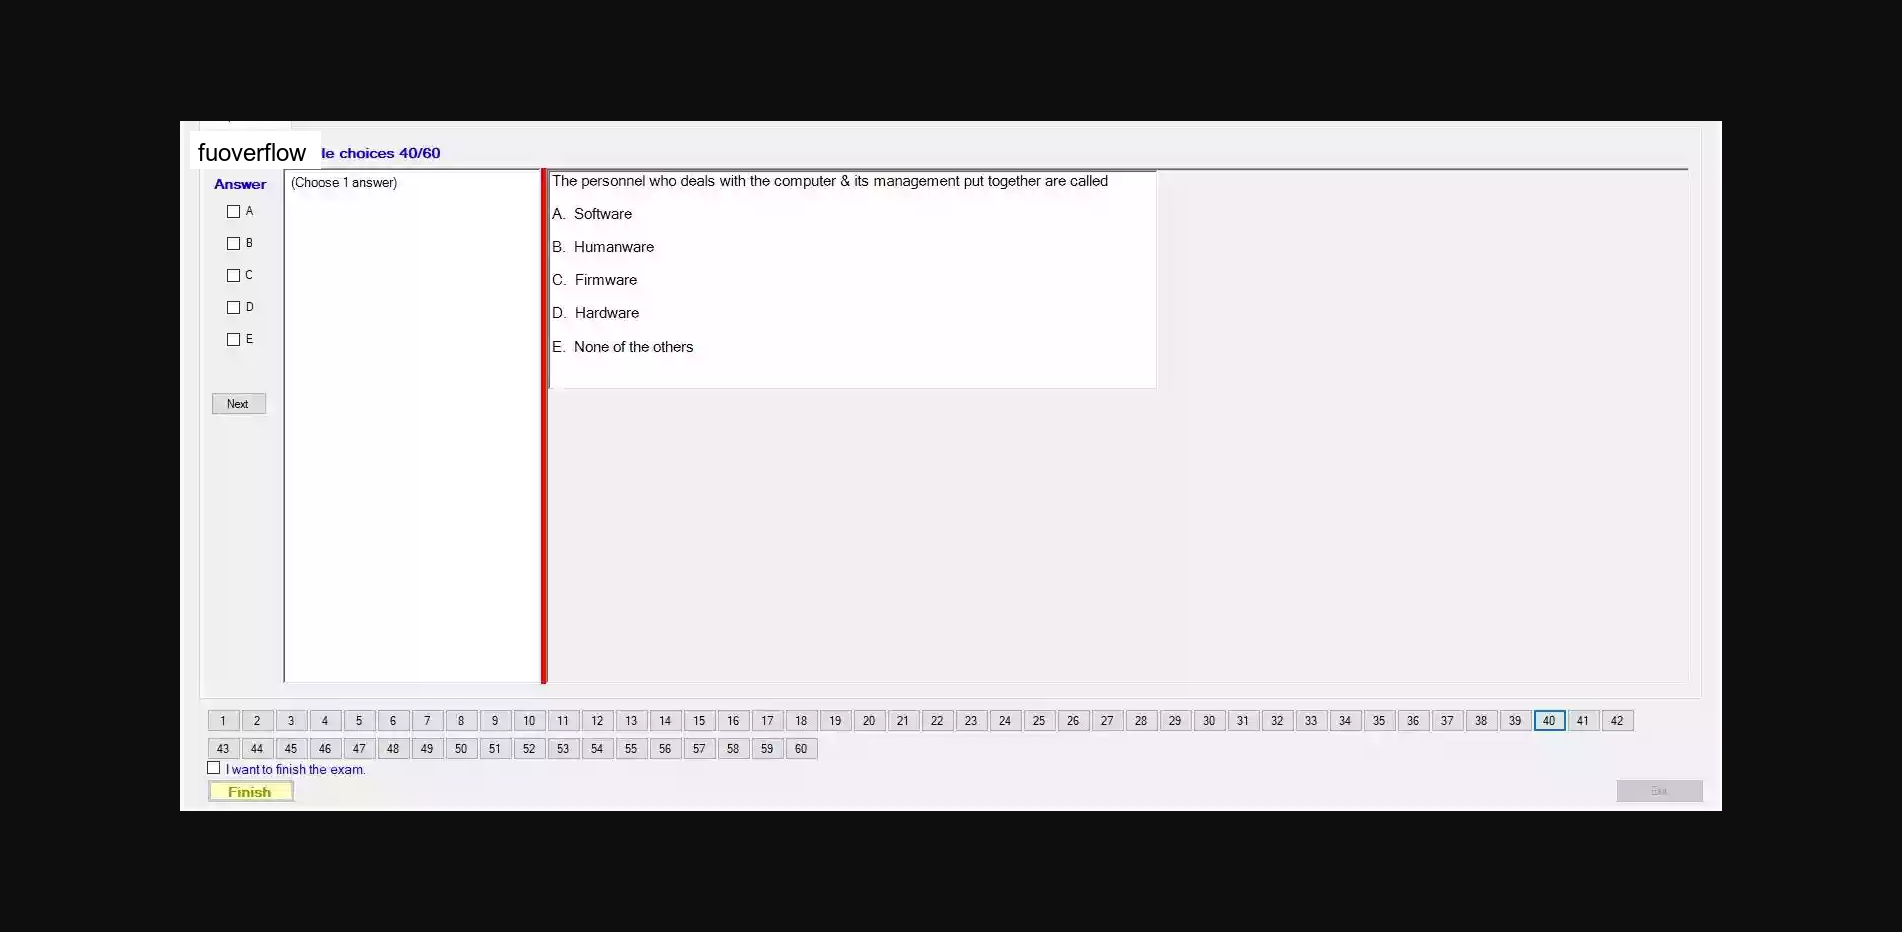 fuoverflow le choices 40/60
Answer
(Choose 1 answer)
A
B
C
D
E
Next
The personnel who deals with the computer & its management put together are called
A. Software
B. Humanware
C. Firmware
D. Hardware
E. None of the others
1 2 3 4 5 6 7 8 9 10 11 12 13 14 15 16 17 18 19 20 21 22 23 24 25 26 27 28 29 30 31 32 33 34 35 36 37 38 39 40 41 42
43 44 45 46 47 48 49 50 51 52 53 54 55 56 57 58 59 60
I want to finish the exam.
Finish
Exit